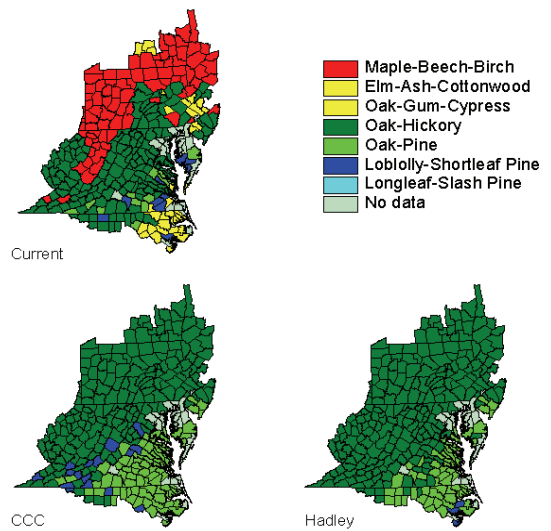 Maple-Beech-Birch
Elm-Ash-Cottonwood
Oak-Gum-Cypress
Oak-Hickory
Oak-Pine
Loblolly-Shortleaf Pine
Longleaf-Slash Pine
No data
Current
CCC
Hadley